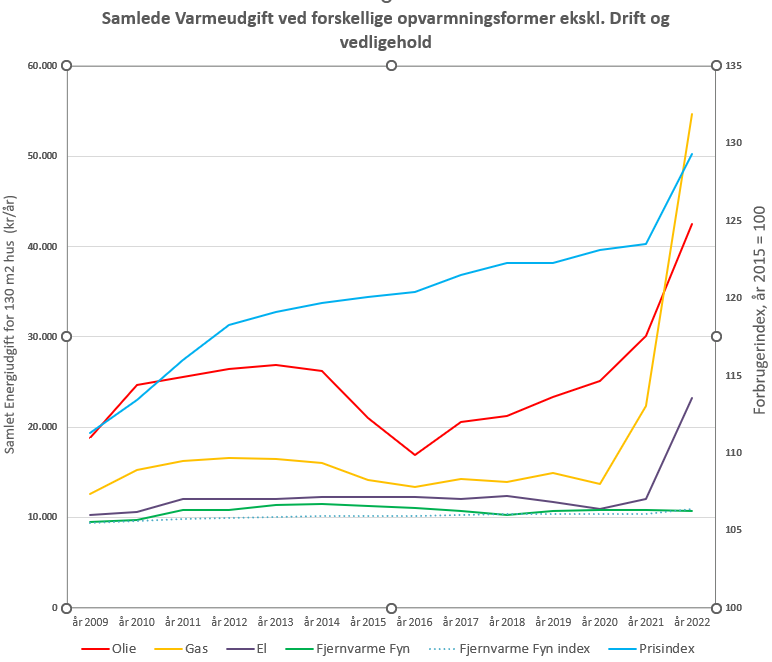 Samlede Varmeudgift ved forskellige opvarmningsformer ekskl. Drift og
vedligehold
Samlet Energiudgift for 130 m2 hus (kr/år)
60.000
50.000
40.000
30.000
20.000
10.000
0
135
130
125
120
115
110
105
100
Forbrugerindex, år 2015 = 100
år 2009 år 2010 år 2011 år 2012 år 2013 år 2014 år 2015 år 2016 år 2017 år 2018 år 2019 år 2020 år 2021 år 2022
Olie Gas El Fjernvarme Fyn Fjernvarme Fyn index Prisindex